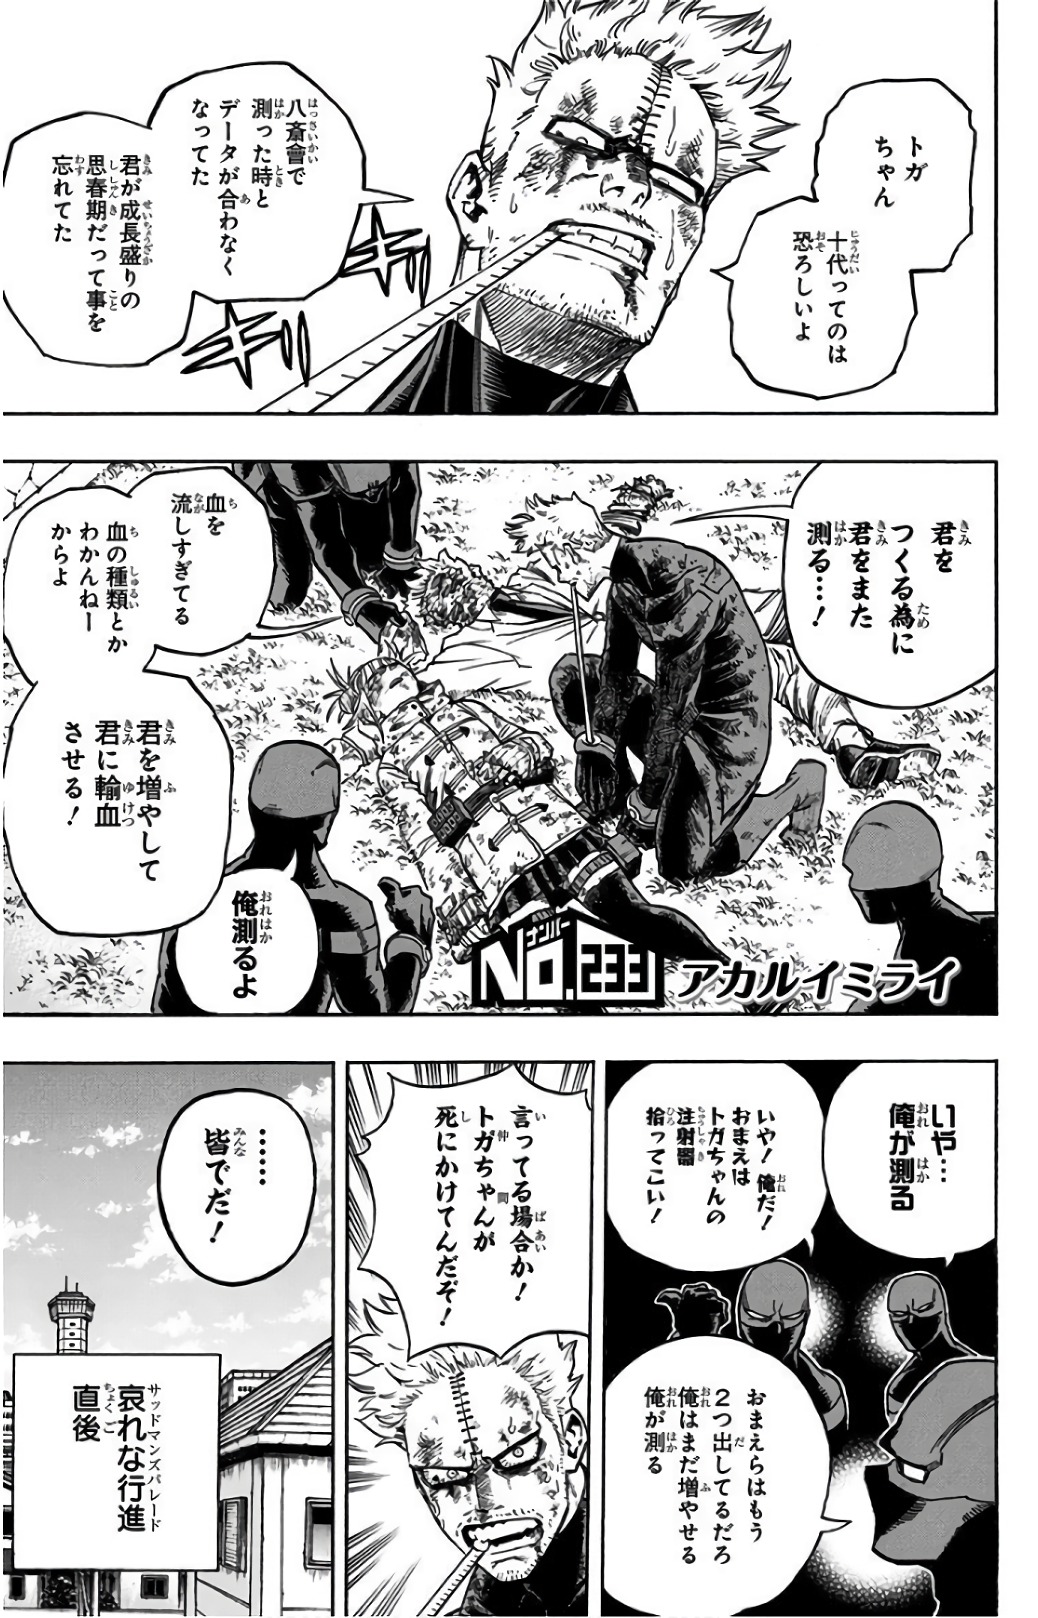 トガ
ちゃん
十代ってのは
恐ろしいよ
八斎會で
測った時と
データが合わなく
なってた
君が成長盛りの
思春期だって事を
忘れてた
キキ
キキ
君を
つくる為に
君をまた
測る…!
血を
流しすぎてる
血の種類とか
わかんねー
からよ
君を増やして
君に輸血
させる!
俺測るよ
No.233
アカルイミライ
いや…
俺が測る
いや!俺だ!
おまえは
トガちゃんの
注射器
拾ってこい!
おまえらはもう
2つ出してるだろ
俺はまだ増やせる
俺が測る
言ってる場合か!
トガちゃんが
死にかけてんだぞ!
……
皆でだ!
哀れな行進
直後